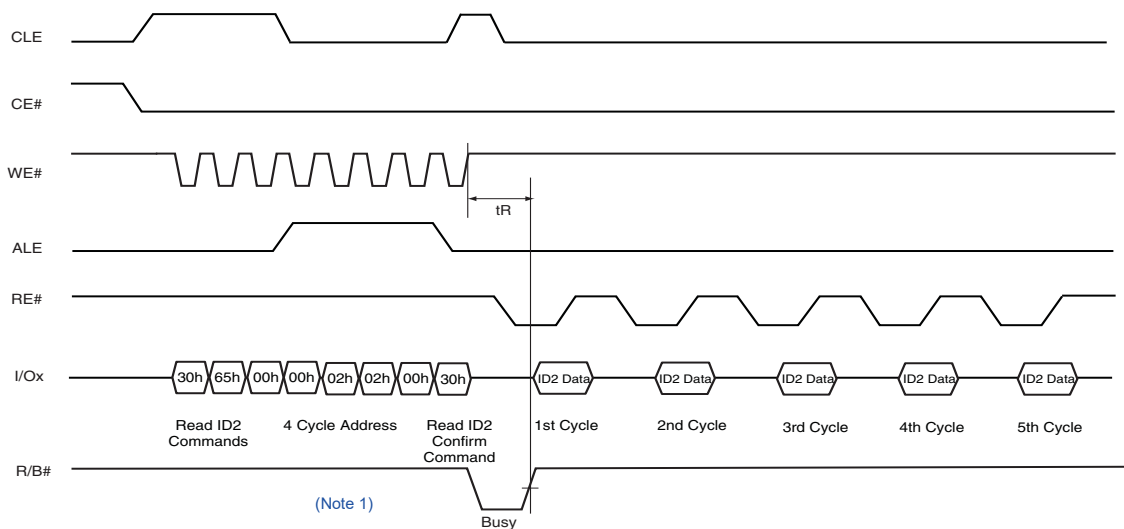 CLE
CE#
WE#
tR
ALE
RE#
I/Ox
30h 65h 00h 00h 02h 02h 00h 30h ID2 Data ID2 Data ID2 Data ID2 Data ID2 Data
Read ID2
Commands
4 Cycle Address
Read ID2
Confirm
Command
1st Cycle
2nd Cycle
3rd Cycle
4th Cycle
5th Cycle
R/B#
(Note 1)
Busy